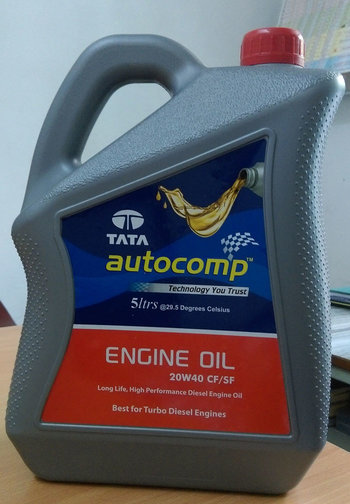 TATA
autocomp™
Technology You Trust
5ltrs @29.5 Degrees Celsius
ENGINE OIL
20W40 CF/SF
Long Life, High Performance Diesel Engine Oil
Best for Turbo Diesel Engines